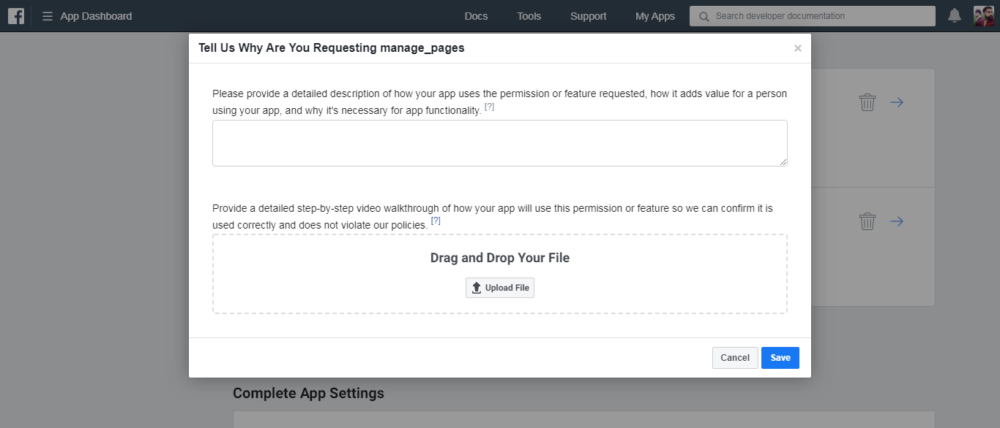 App Dashboard Docs Tools Support My Apps Search developer documentation
Tell Us Why Are You Requesting manage_pages ×
Please provide a detailed description of how your app uses the permission or feature requested, how it adds value for a person
using your app, and why it's necessary for app functionality. [?]
Provide a detailed step-by-step video walkthrough of how your app will use this permission or feature so we can confirm it is
used correctly and does not violate our policies. [?]
Drag and Drop Your File
Upload File
Cancel Save
Complete App Settings